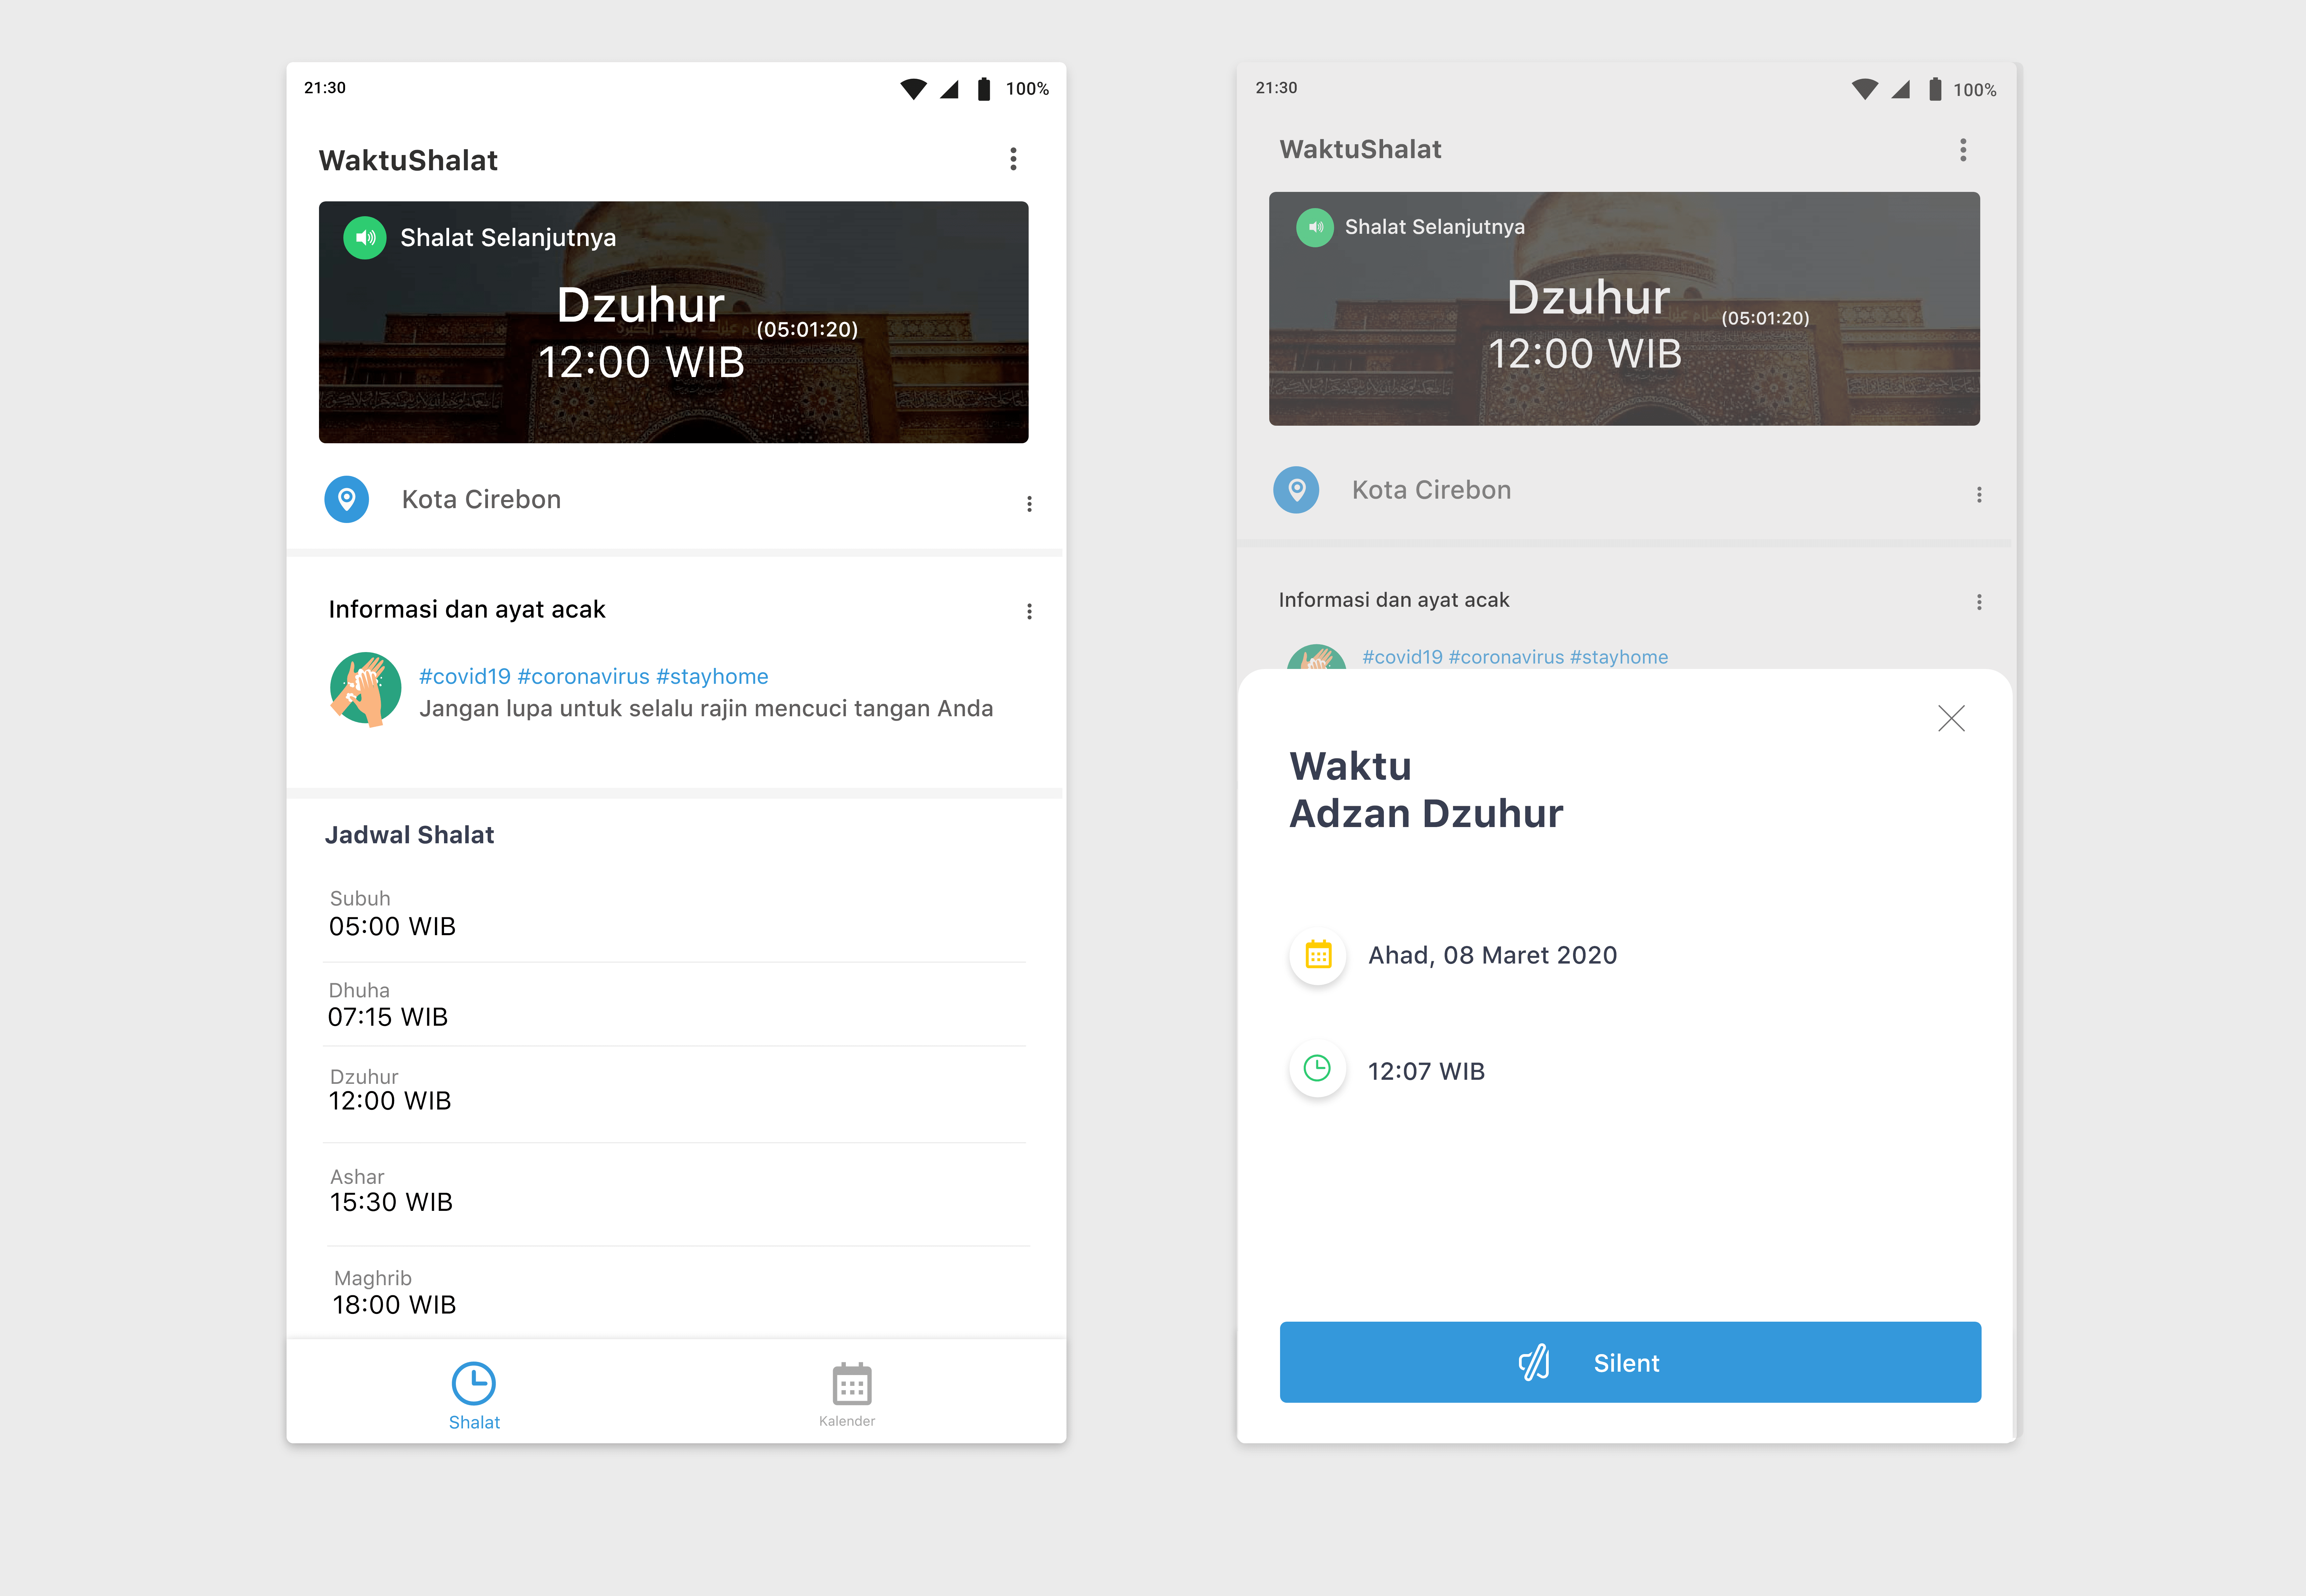 21:30
100%
WaktuShalat
Shalat Selanjutnya
Dzuhur
(05:01:20)
12:00 WIB
Kota Cirebon
Informasi dan ayat acak
#covid19 #coronavirus #stayhome
Jangan lupa untuk selalu rajin mencuci tangan Anda
Jadwal Shalat
Subuh
05:00 WIB
Dhuha
07:15 WIB
Dzuhur
12:00 WIB
Ashar
15:30 WIB
Maghrib
18:00 WIB
Shalat
Kalender
21:30
100%
WaktuShalat
Shalat Selanjutnya
Dzuhur
(05:01:20)
12:00 WIB
Kota Cirebon
Informasi dan ayat acak
#covid19 #coronavirus #stayhome
Waktu
Adzan Dzuhur
Ahad, 08 Maret 2020
12:07 WIB
Silent